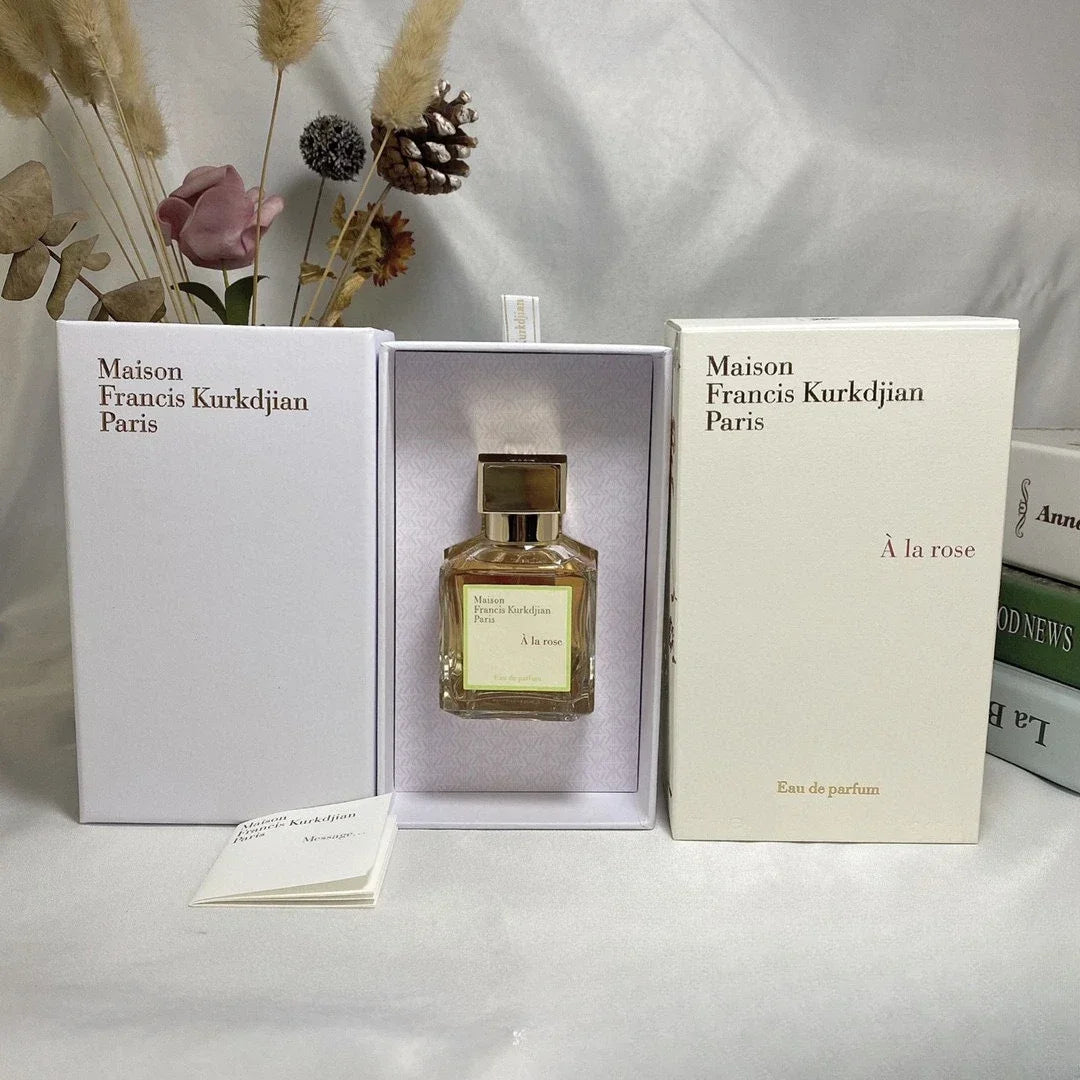 Maison
Francis Kurkdjian
Paris
Kurkdjian
Maison
Francis Kurkdjian
Paris
À la rose
Eau de parfum
Maison
Francis Kurkdjian
Paris
À la rose
Eau de parfum
Maison
Francis Kurkdjian
Paris
Message...
Anna
OD NEWS
La B